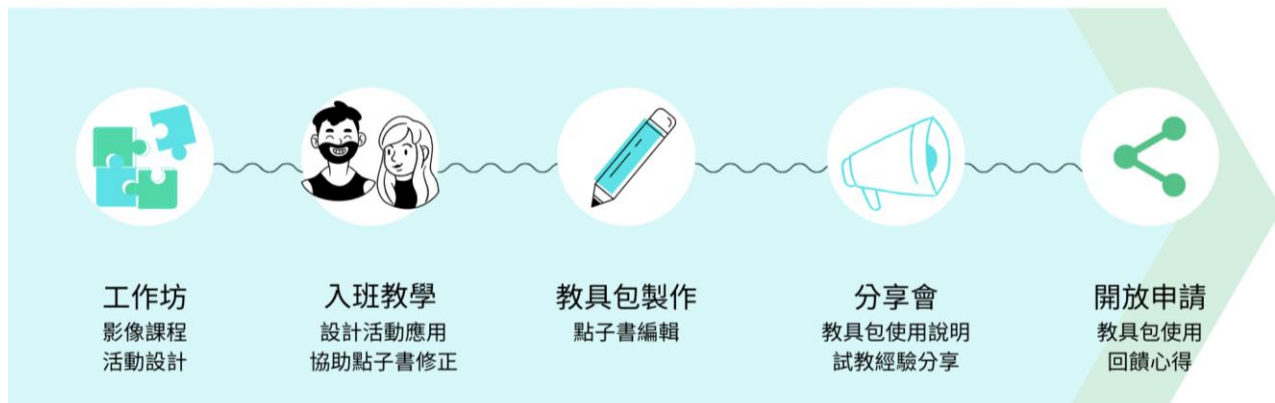 工作坊
影像課程
活動設計
入班教學
設計活動應用
協助點子書修正
教具包製作
點子書編輯
分享會
教具包使用說明
試教經驗分享
開放申請
教具包使用
回饋心得